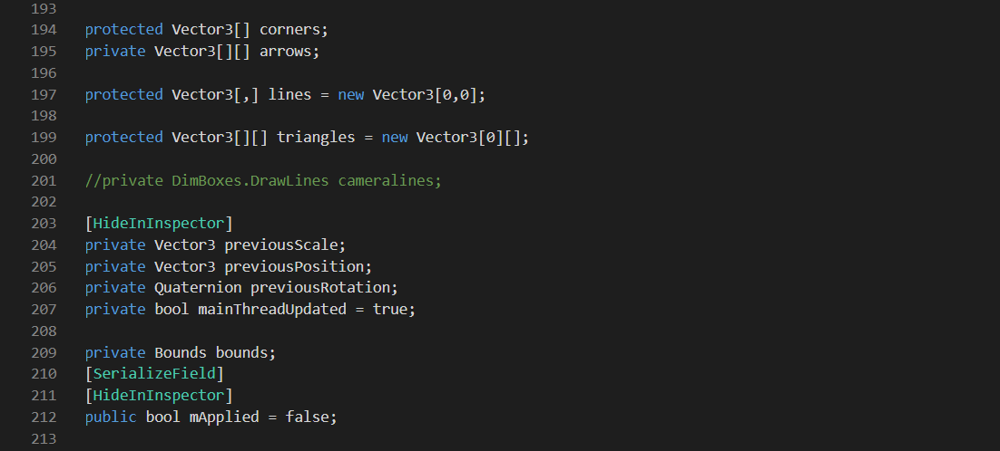 193
194 protected Vector3[] corners;
195 private Vector3[][] arrows;
196
197 protected Vector3[,] lines = new Vector3[0,0];
198
199 protected Vector3[][] triangles = new Vector3[0][];
200
201 //private DimBoxes.DrawLines cameralines;
202
203 [HideInInspector]
204 private Vector3 previousScale;
205 private Vector3 previousPosition;
206 private Quaternion previousRotation;
207 private bool mainThreadUpdated = true;
208
209 private Bounds bounds;
210 [SerializeField]
211 [HideInInspector]
212 public bool mApplied = false;
213